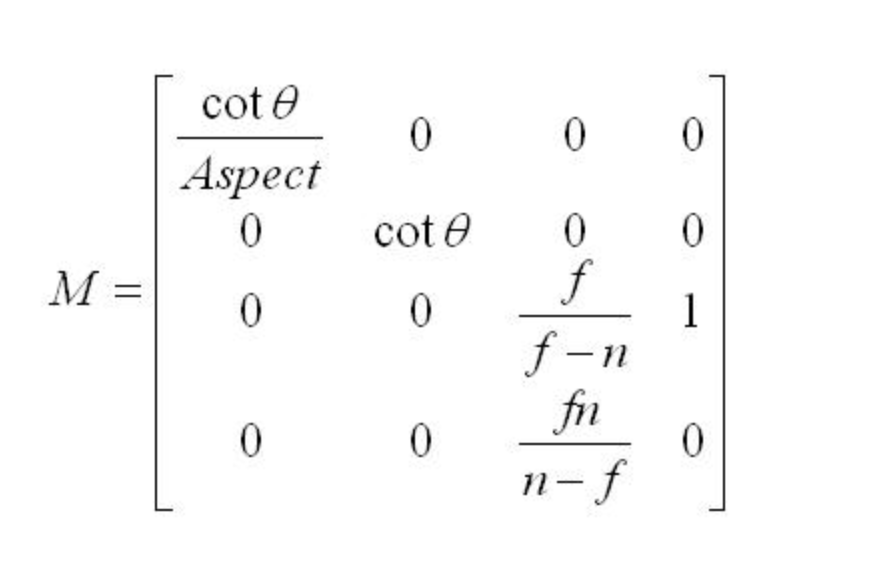 cot θ
Aspect 0 0 0
0 cot θ 0 0
M = 0 0 f 1
f − n
0 0 fn 0
n − f